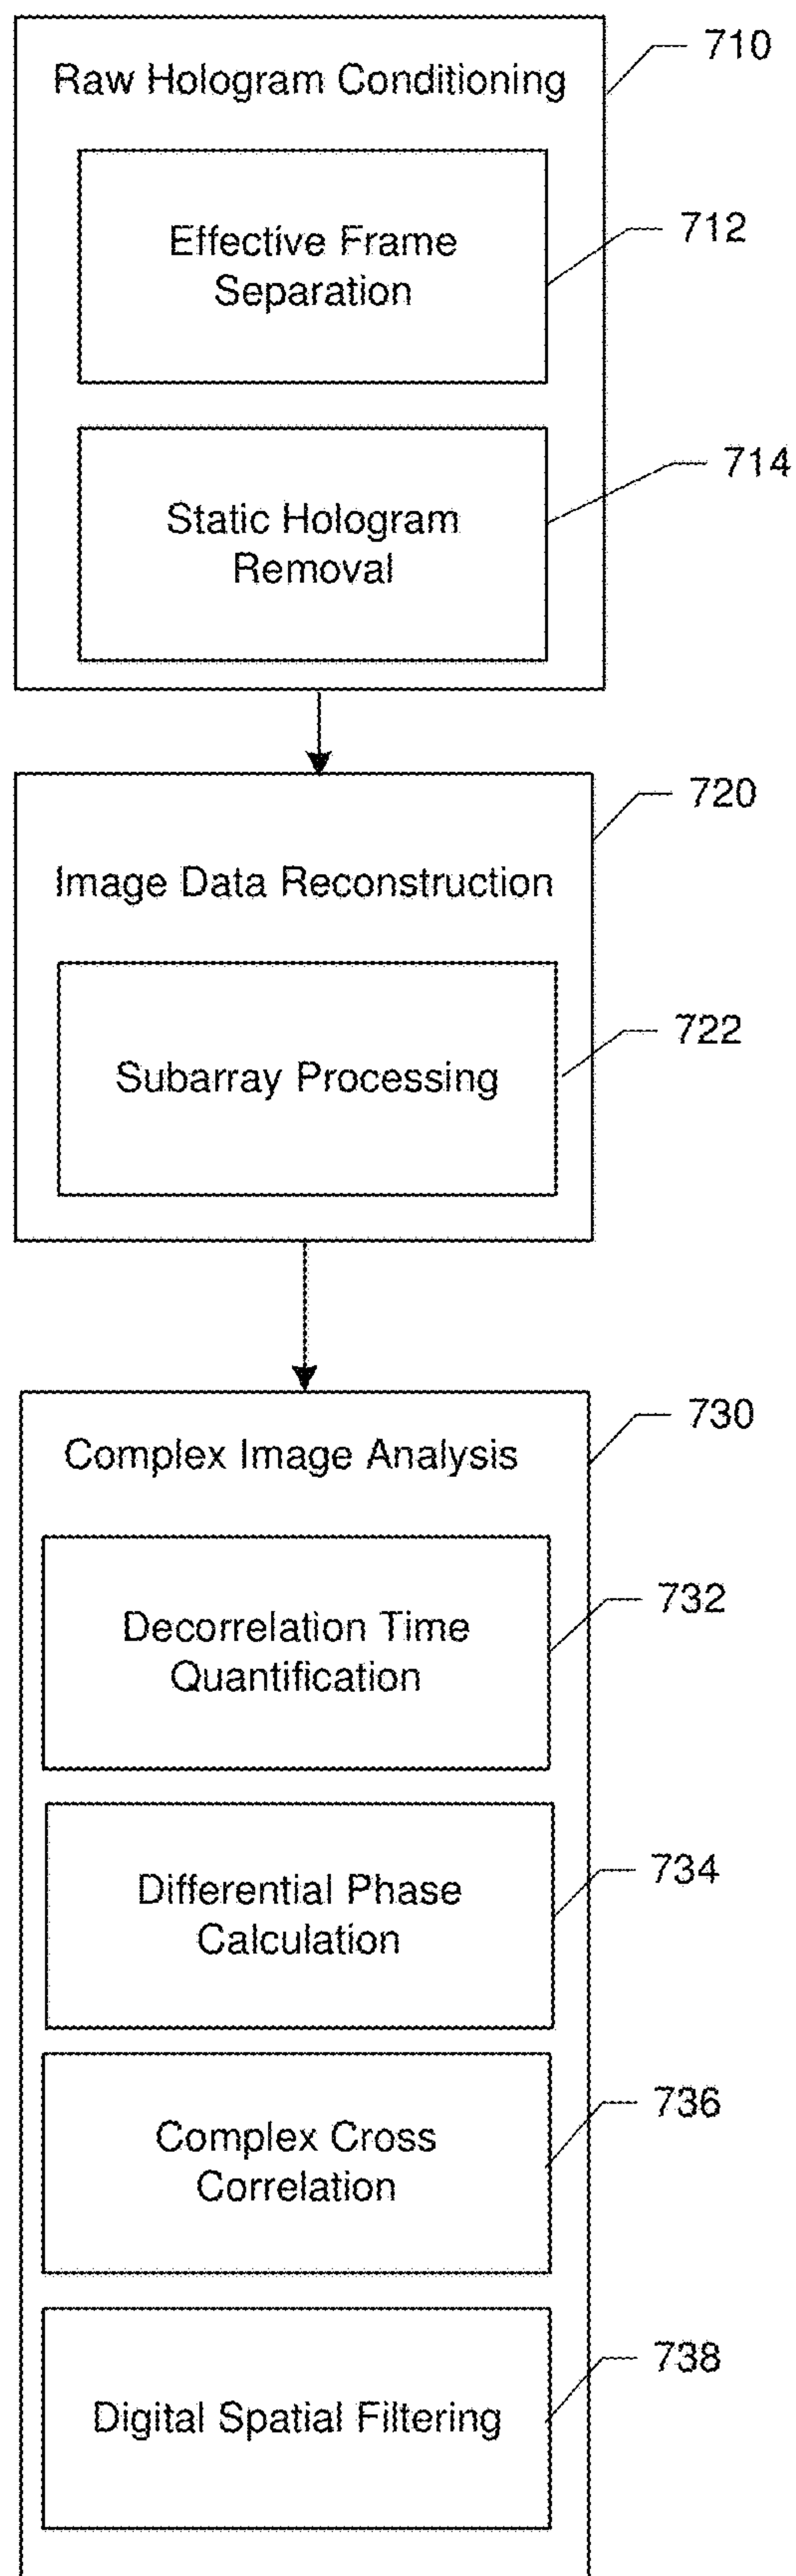 Raw Hologram Conditioning
710
Effective Frame
Separation
712
Static Hologram
Removal
714
Image Data Reconstruction
720
Subarray Processing
722
Complex Image Analysis
730
Decorrelation Time
Quantification
732
Differential Phase
Calculation
734
Complex Cross
Correlation
736
Digital Spatial Filtering
738